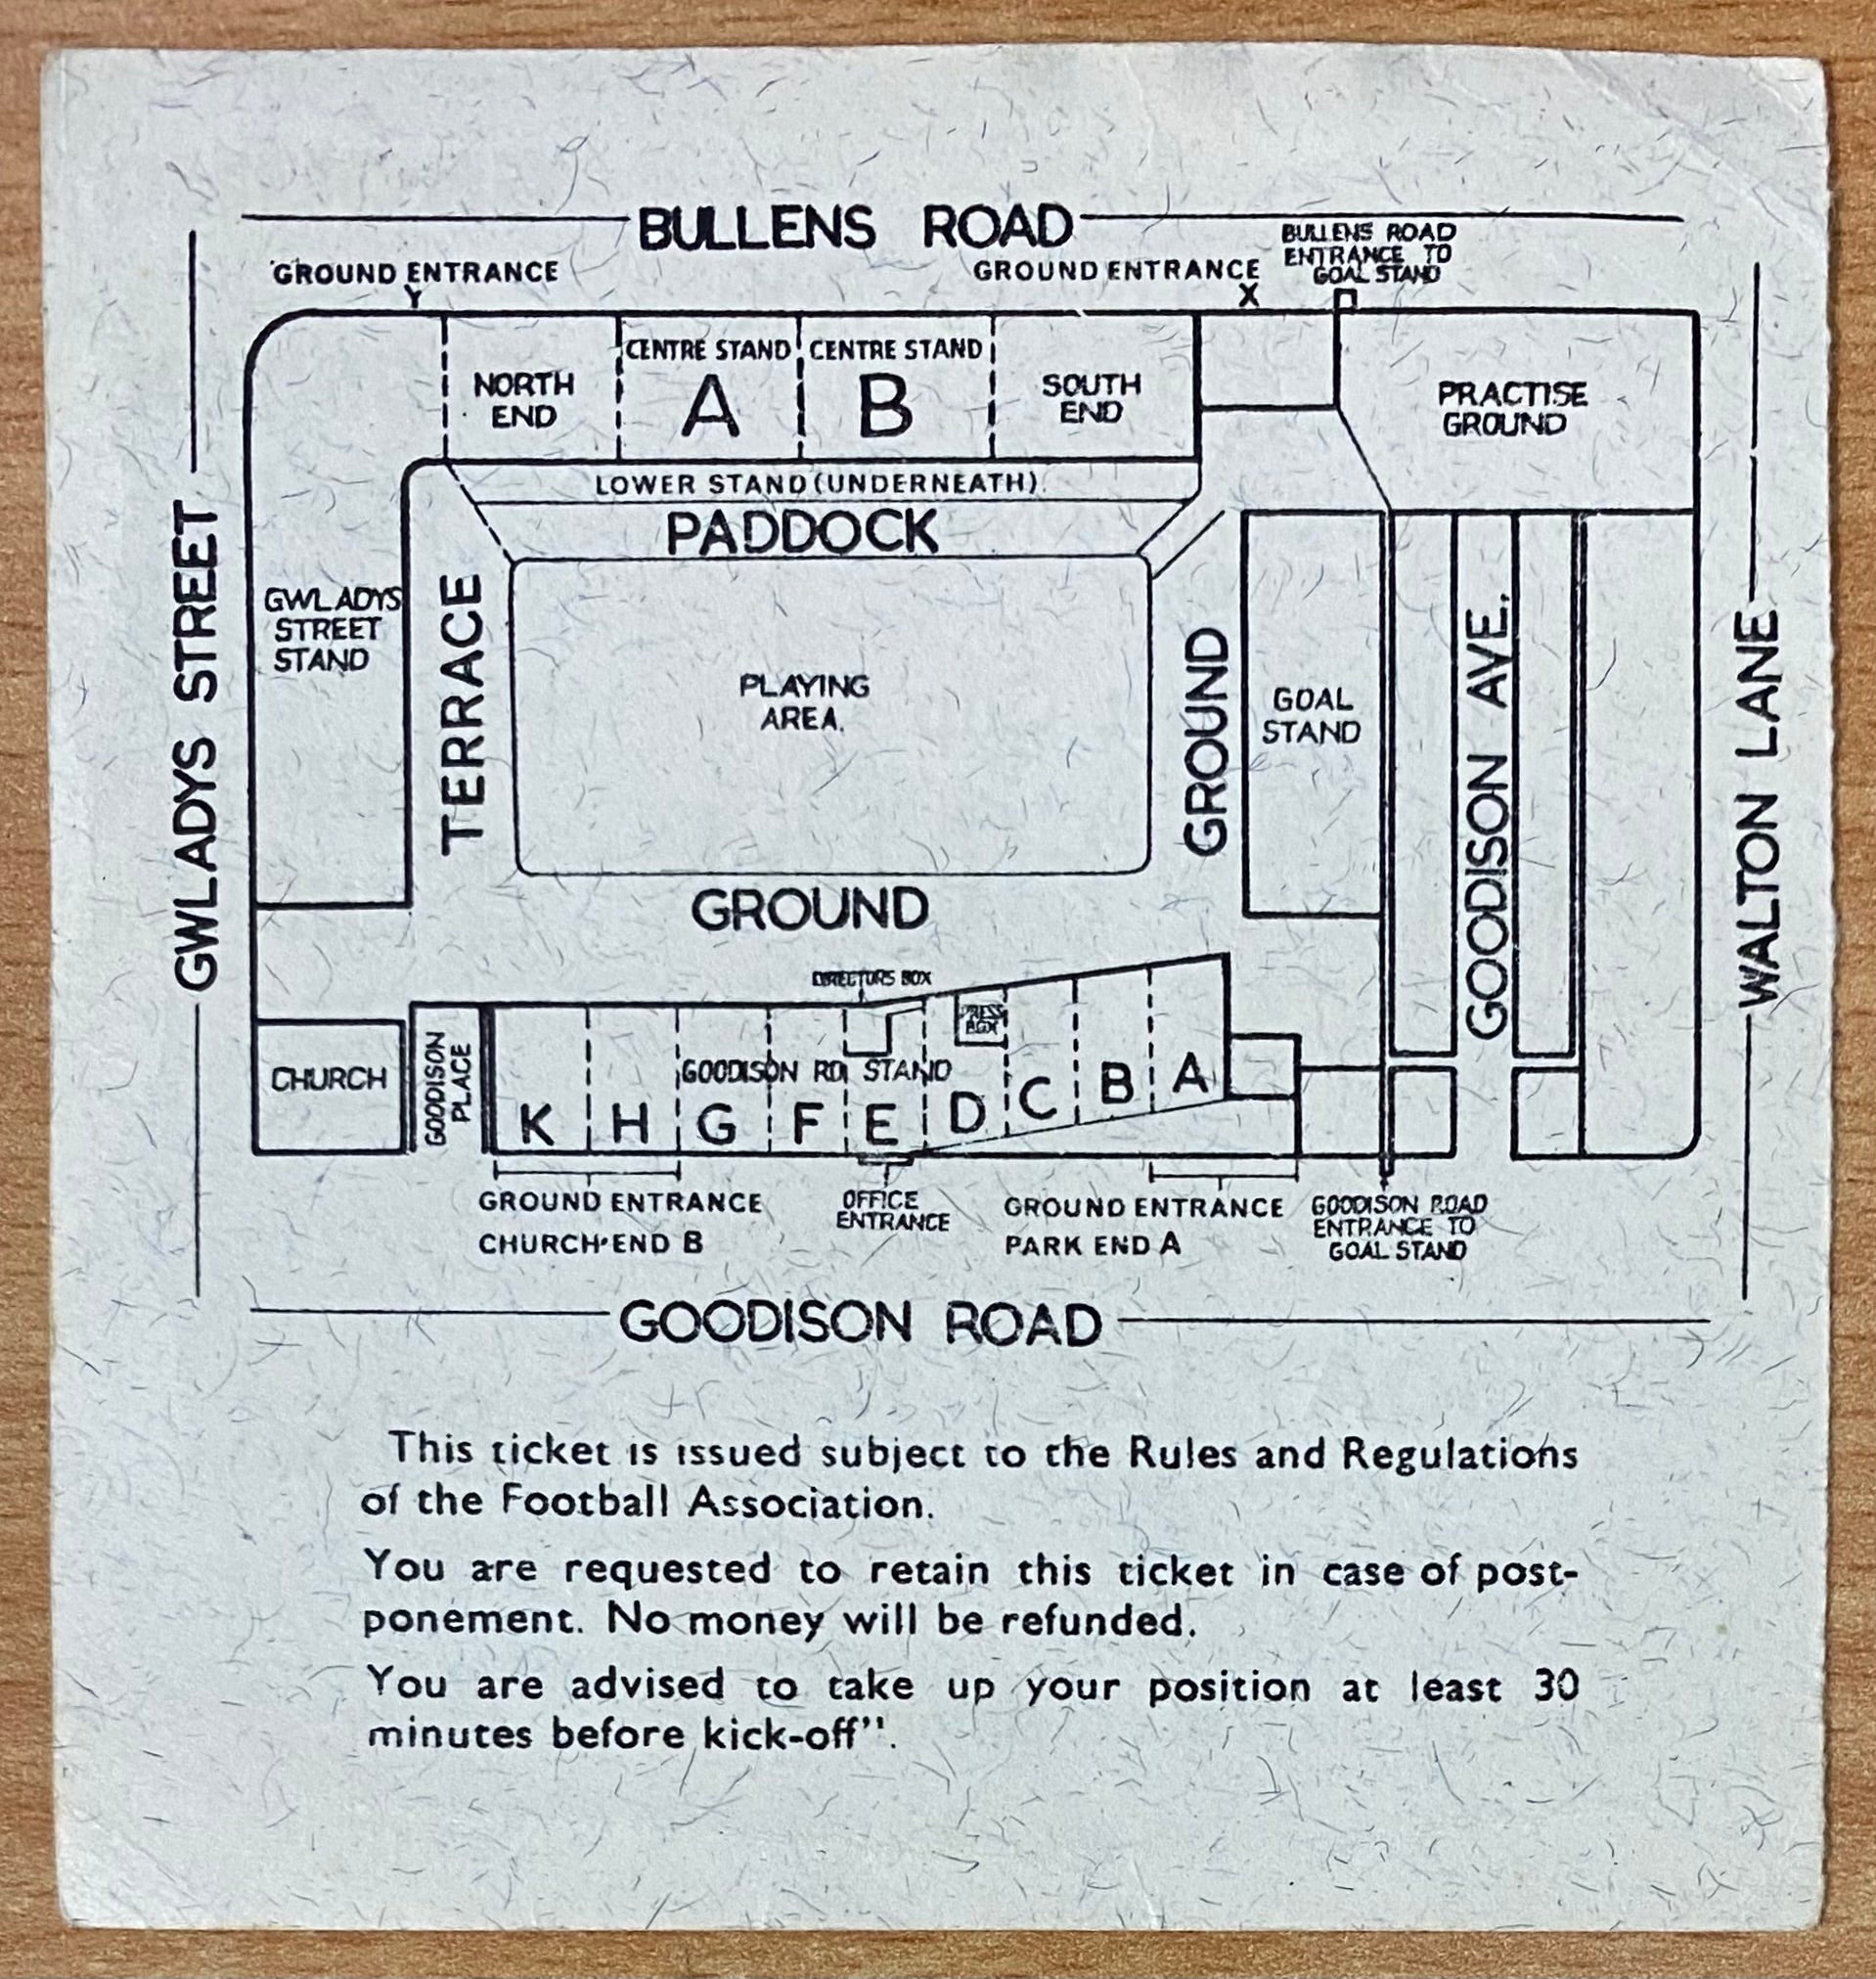 BULLENS ROAD
GROUND ENTRANCE
Y
GROUND ENTRANCE
X
BULLENS ROAD
ENTRANCE TO
GOAL STAND
NORTH
END
CENTRE STAND
A
CENTRE STAND
B
SOUTH
END
PRACTISE
GROUND
LOWER STAND (UNDERNEATH).
PADDOCK
GWLADYS STREET
GWLADYS
STREET
STAND
TERRACE
PLAYING
AREA.
GROUND
GOAL
STAND
GOODISON AVE.
WALTON LANE
GROUND
DIRECTORS BOX
PRESS
BOX
CHURCH
GOODISON
PLACE
GOODISON RD STAND
K H G F E D C B A
GROUND ENTRANCE
CHURCH END B
OFFICE
ENTRANCE
GROUND ENTRANCE
PARK END A
GOODISON ROAD
ENTRANCE TO
GOAL STAND
GOODISON ROAD
This ticket is issued subject to the Rules and Regulations
of the Football Association.
You are requested to retain this ticket in case of post-
ponement. No money will be refunded.
You are advised to take up your position at least 30
minutes before kick-off".